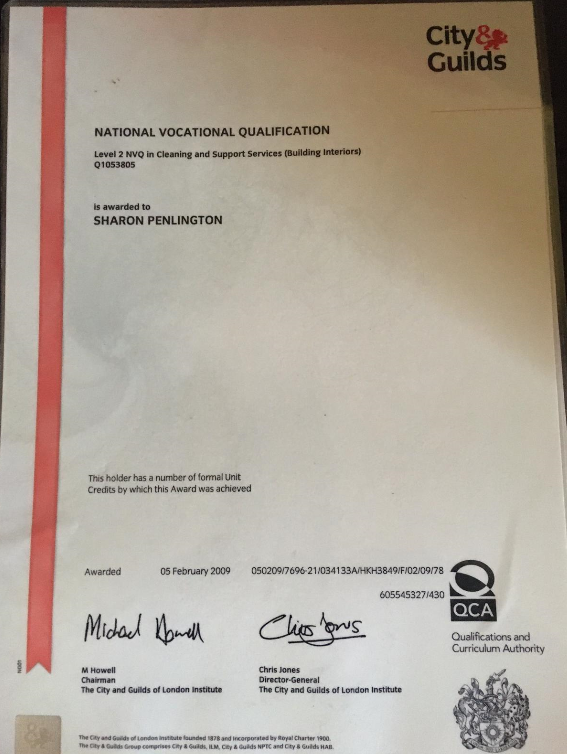 City&
Guilds
NATIONAL VOCATIONAL QUALIFICATION
Level 2 NVQ in Cleaning and Support Services (Building Interiors)
Q1053805
is awarded to
SHARON PENLINGTON
This holder has a number of formal Unit
Credits by which this Award was achieved
Awarded 05 February 2009 050209/7696-21/034133A/HKH3849/F/02/09/78
605545327/430
QCA
Qualifications and
Curriculum Authority
Michael Howell Chris Jones
M Howell Chris Jones
Chairman Director-General
The City and Guilds of London Institute The City and Guilds of London Institute
The City and Guilds of London Institute founded 1878 and Incorporated by Royal Charter 1900.
The City & Guilds Group comprises City & Guilds, ILM, City & Guilds NPTC and City & Guilds HAB.